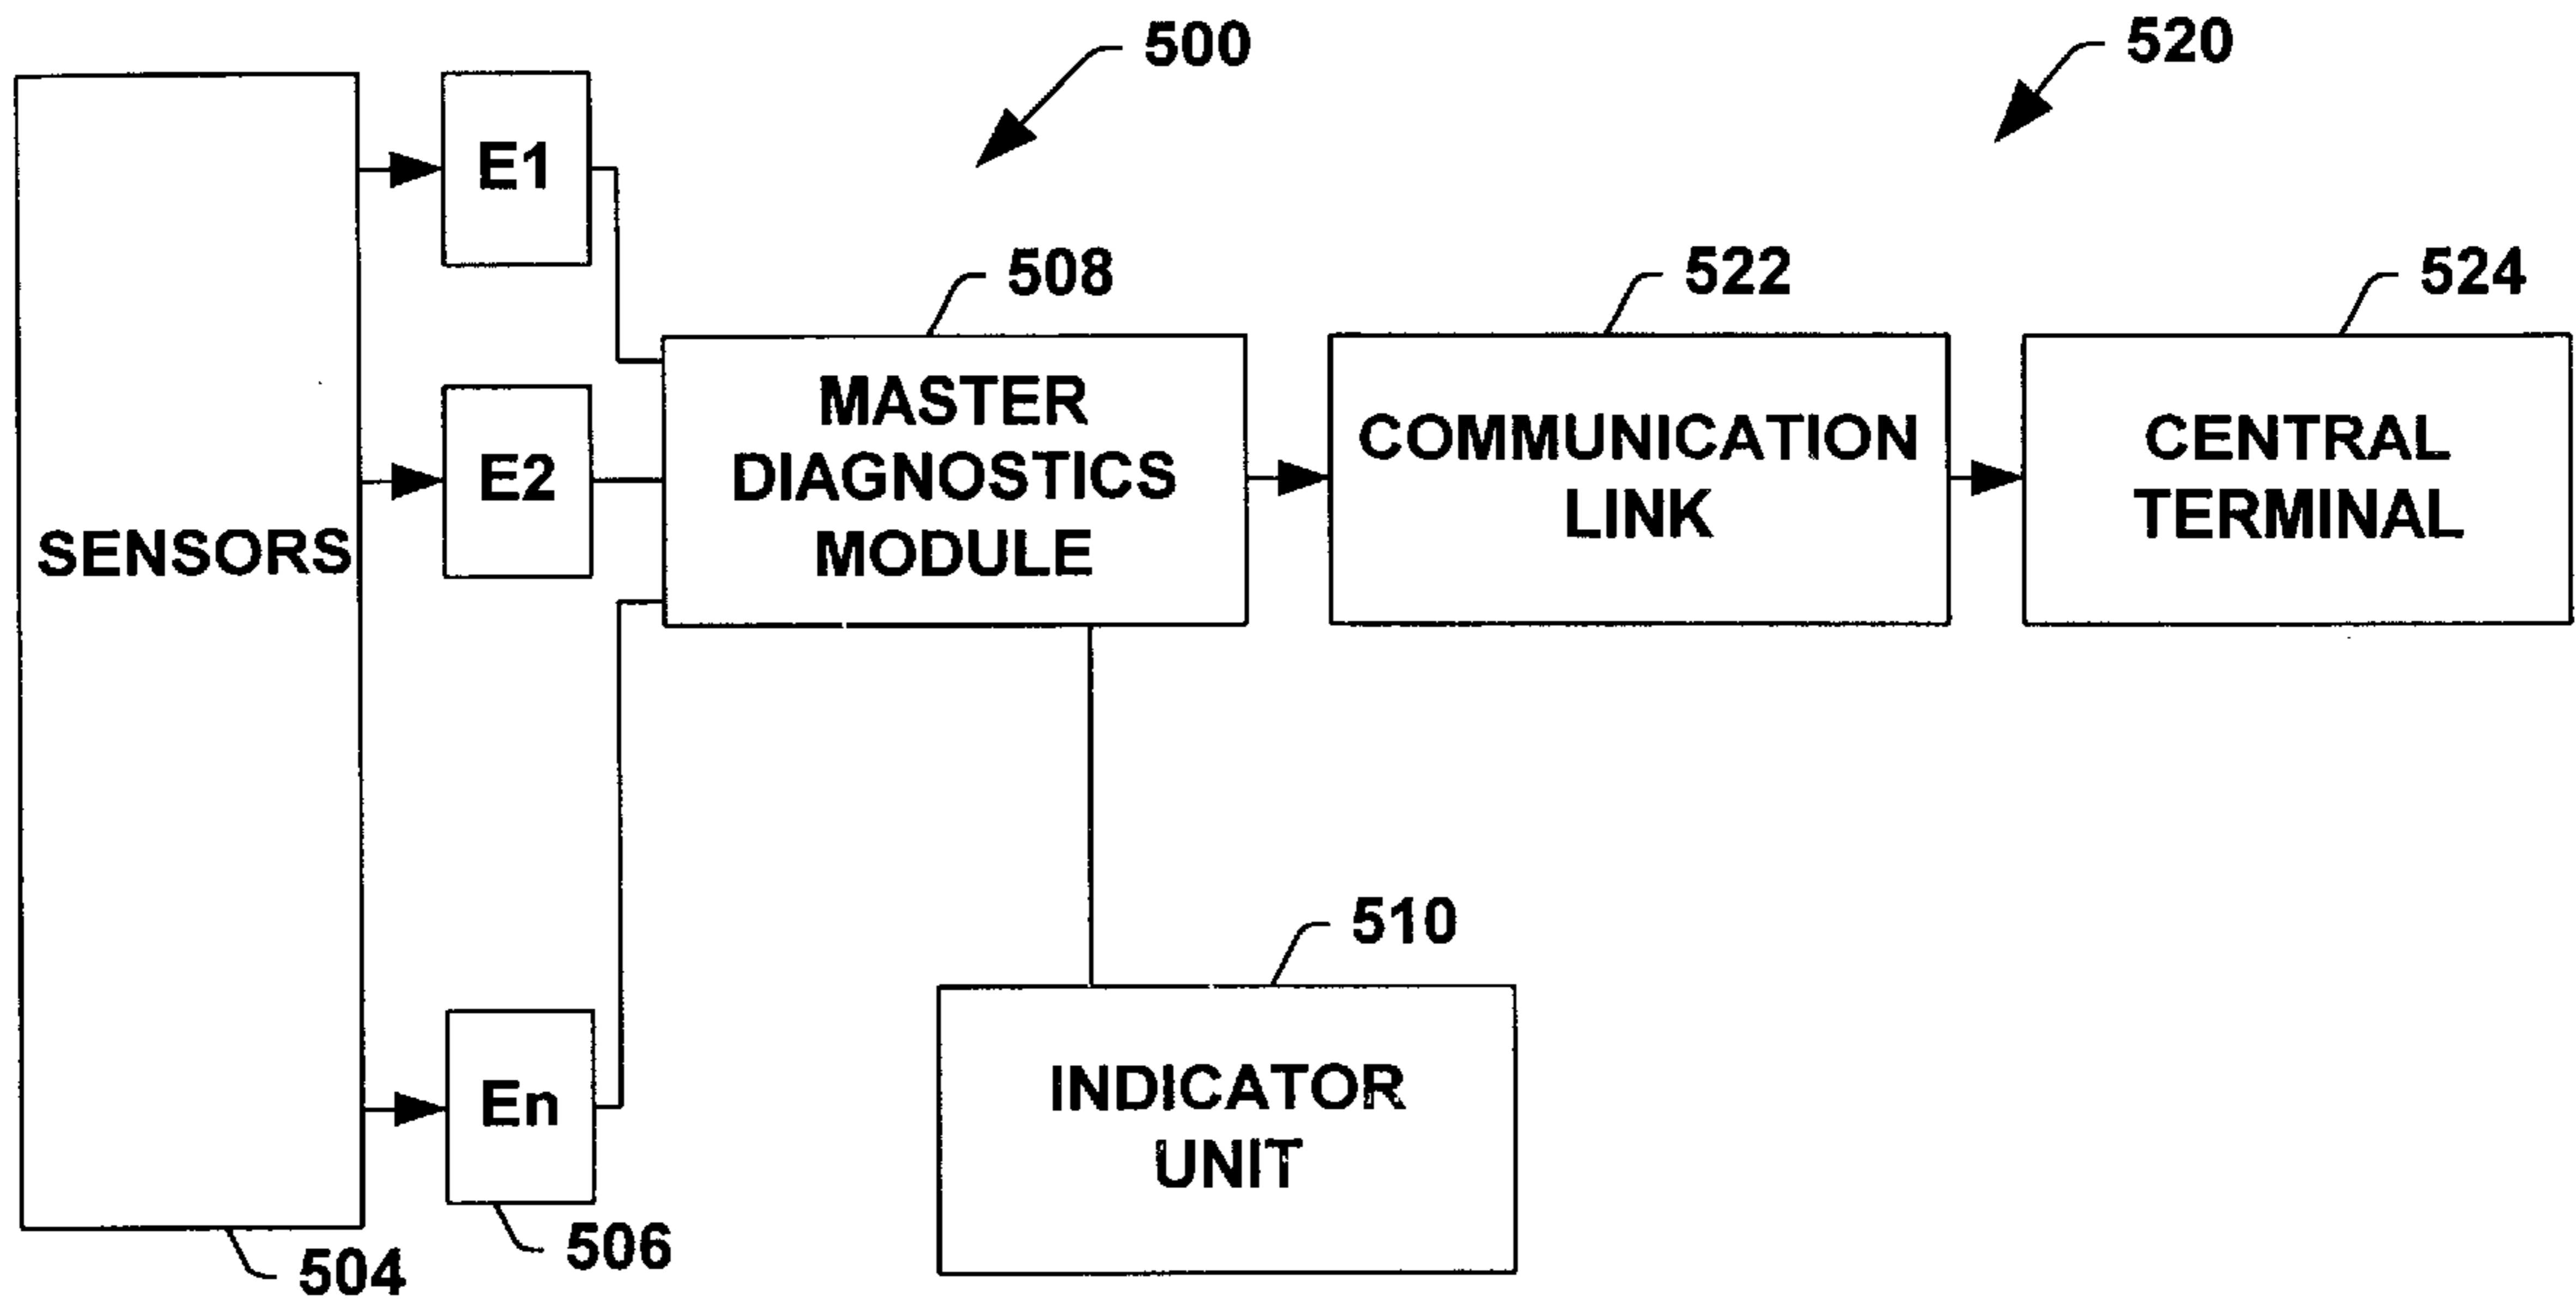 500
520
E1
508
522
524
MASTER
DIAGNOSTICS
MODULE
COMMUNICATION
LINK
CENTRAL
TERMINAL
E2
SENSORS
510
INDICATOR
UNIT
En
506
504